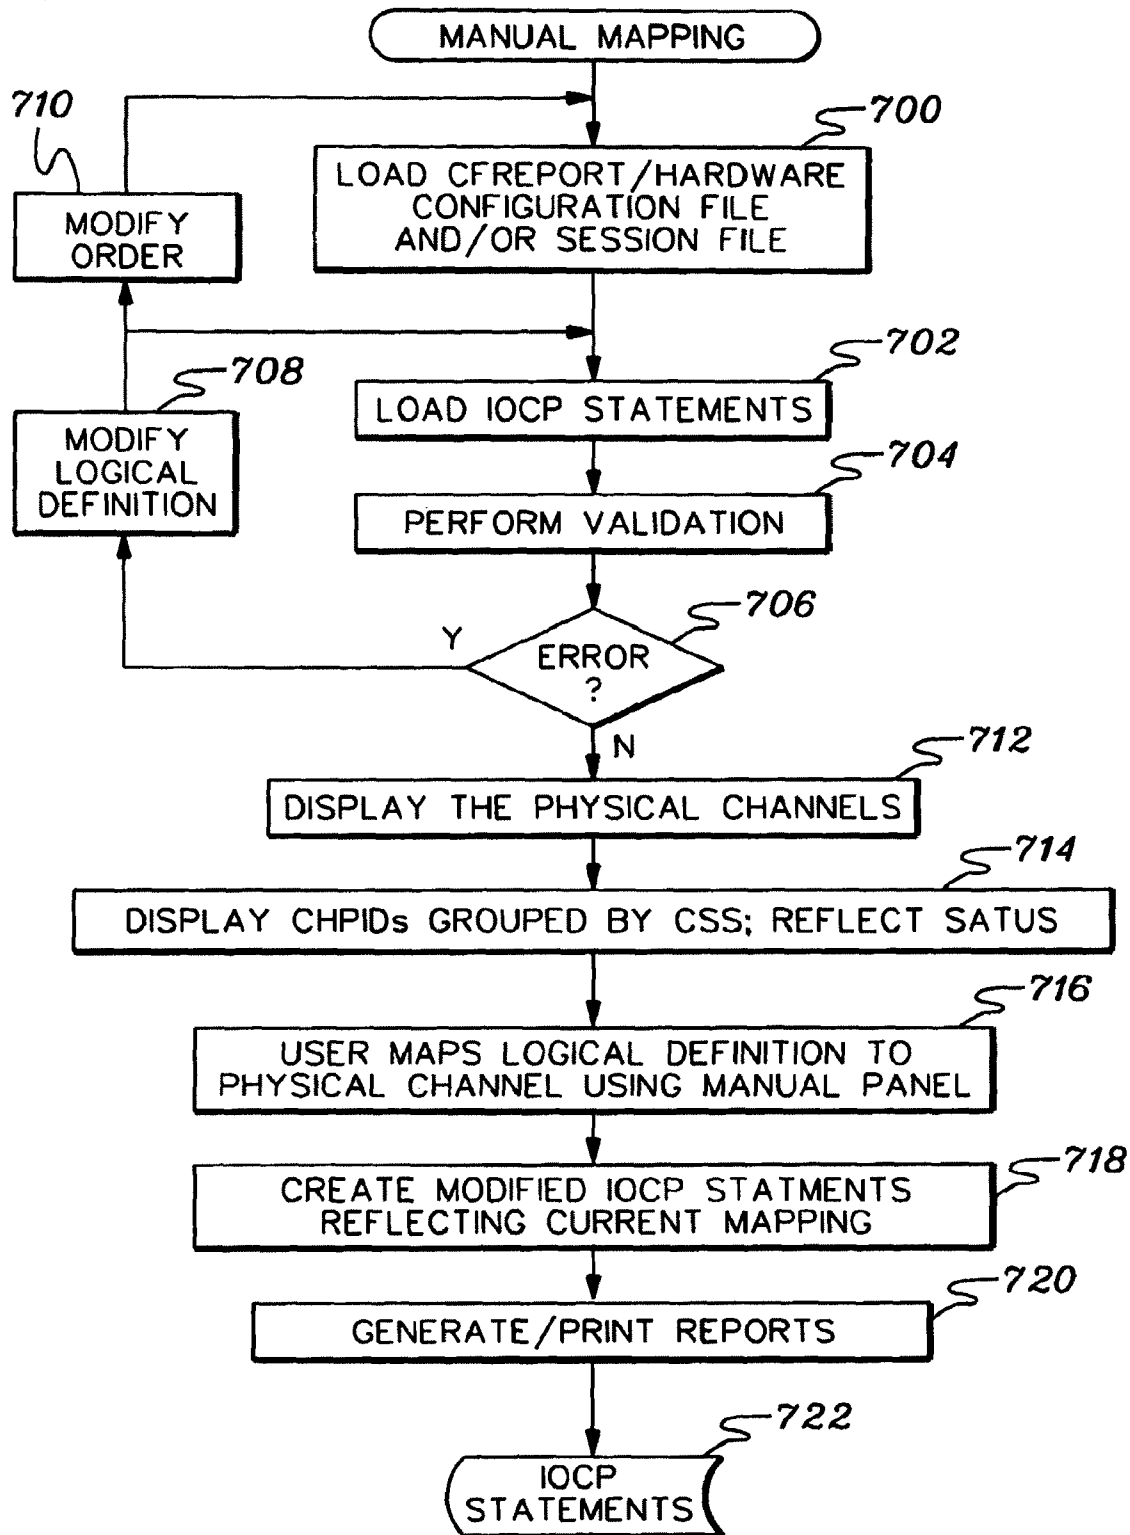 MANUAL MAPPING
710
700
LOAD CFREPORT/HARDWARE
CONFIGURATION FILE
AND/OR SESSION FILE
MODIFY
ORDER
702
708
LOAD IOCP STATEMENTS
MODIFY
LOGICAL
DEFINITION
704
PERFORM VALIDATION
706
Y
ERROR
?
N
712
DISPLAY THE PHYSICAL CHANNELS
714
DISPLAY CHPIDs GROUPED BY CSS; REFLECT SATUS
716
USER MAPS LOGICAL DEFINITION TO
PHYSICAL CHANNEL USING MANUAL PANEL
718
CREATE MODIFIED IOCP STATMENTS
REFLECTING CURRENT MAPPING
720
GENERATE/PRINT REPORTS
722
IOCP
STATEMENTS